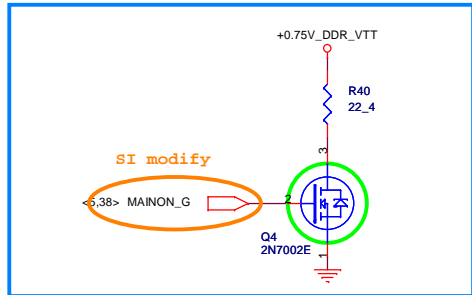 +0.75V_DDR_VTT
R40
22_4
3
SI modify
<5,38> MAINON_G
2
Q4
2N7002E
1